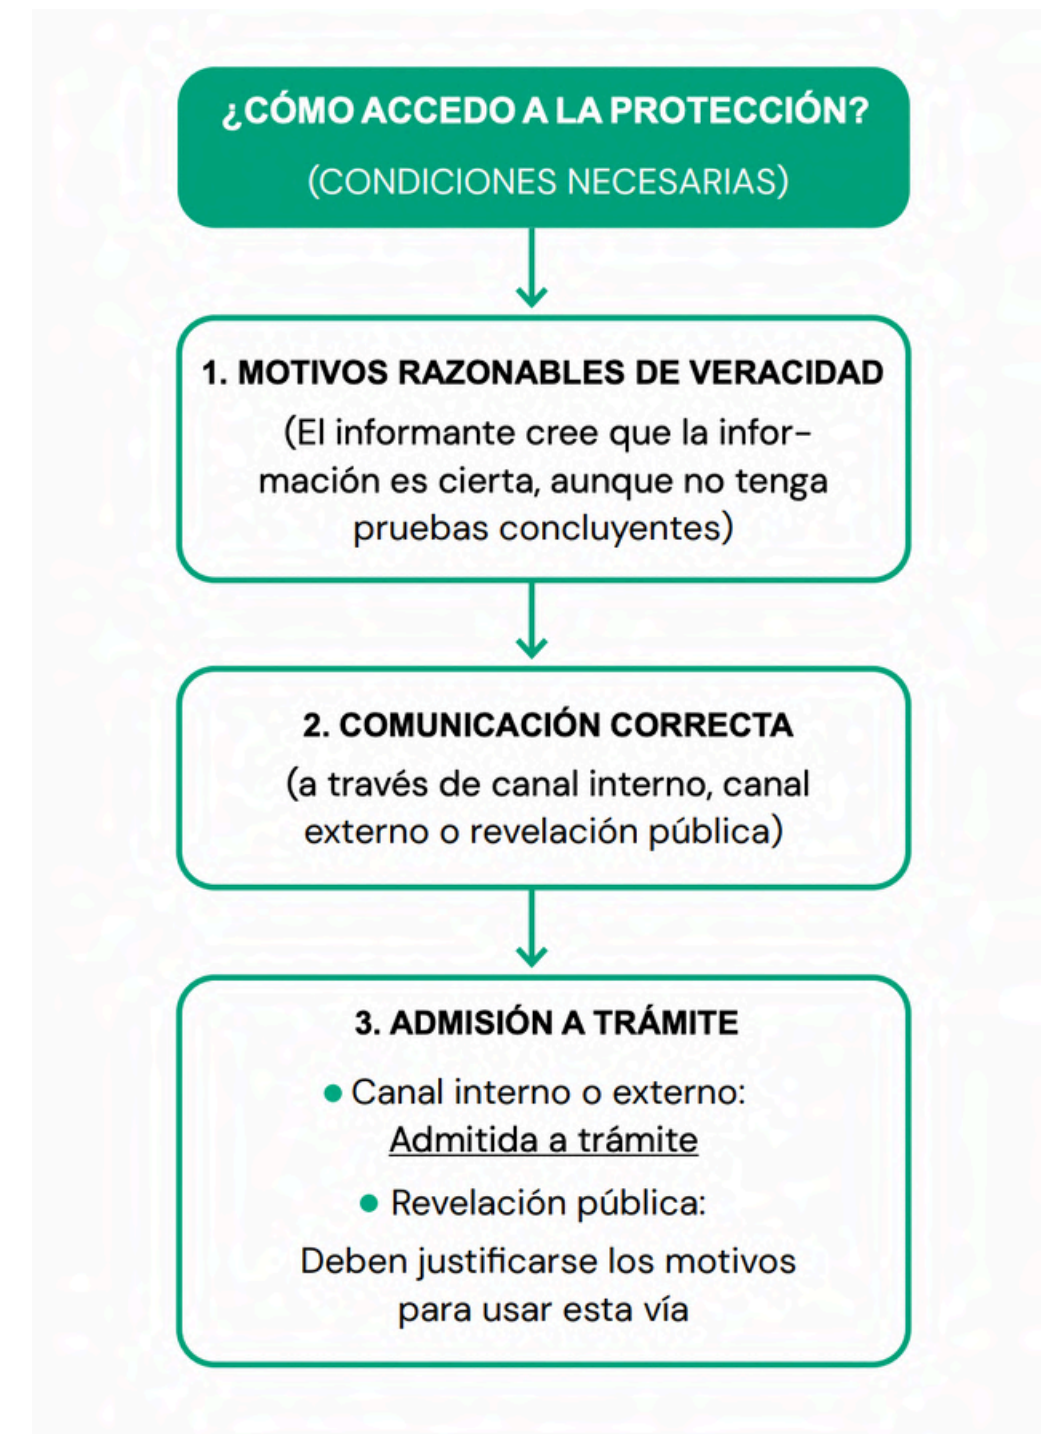 ¿CÓMO ACCEDO A LA PROTECCIÓN?
(CONDICIONES NECESARIAS)
1. MOTIVOS RAZONABLES DE VERACIDAD
(El informante cree que la infor-
mación es cierta, aunque no tenga
pruebas concluyentes)
2. COMUNICACIÓN CORRECTA
(a través de canal interno, canal
externo o revelación pública)
3. ADMISIÓN A TRÁMITE
● Canal interno o externo:
Admitida a trámite
● Revelación pública:
Deben justificarse los motivos
para usar esta vía